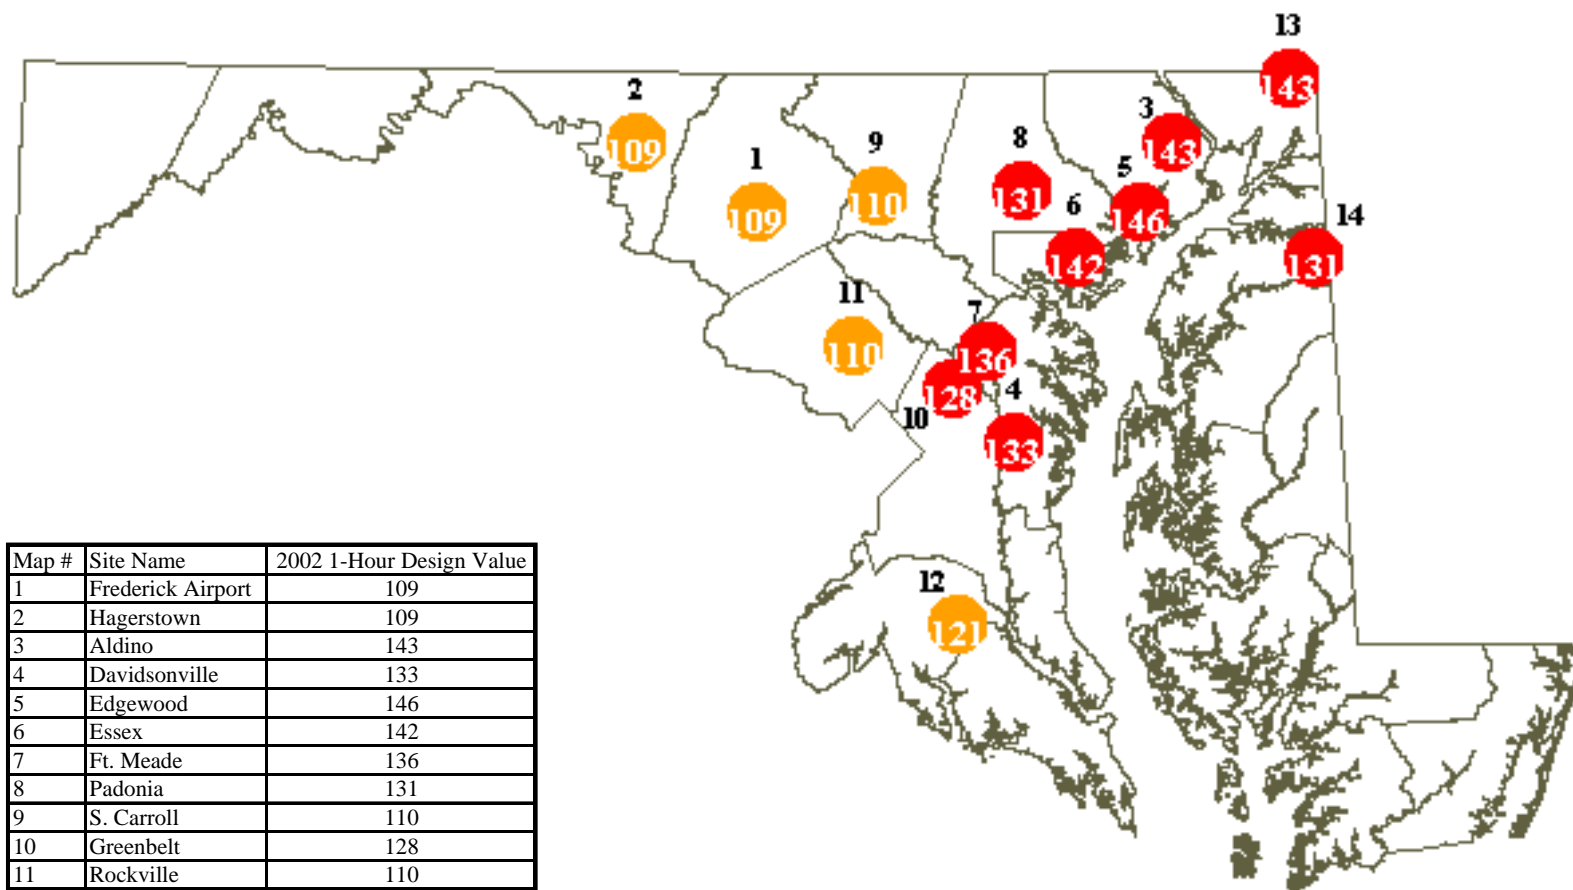 13
143
2
109
3
143
1
109
9
110
8
131
5
146
6
142
14
131
11
110
7
136
10
128
4
133
12
121
Map # Site Name 2002 1-Hour Design Value
1 Frederick Airport 109
2 Hagerstown 109
3 Aldino 143
4 Davidsonville 133
5 Edgewood 146
6 Essex 142
7 Ft. Meade 136
8 Padonia 131
9 S. Carroll 110
10 Greenbelt 128
11 Rockville 110